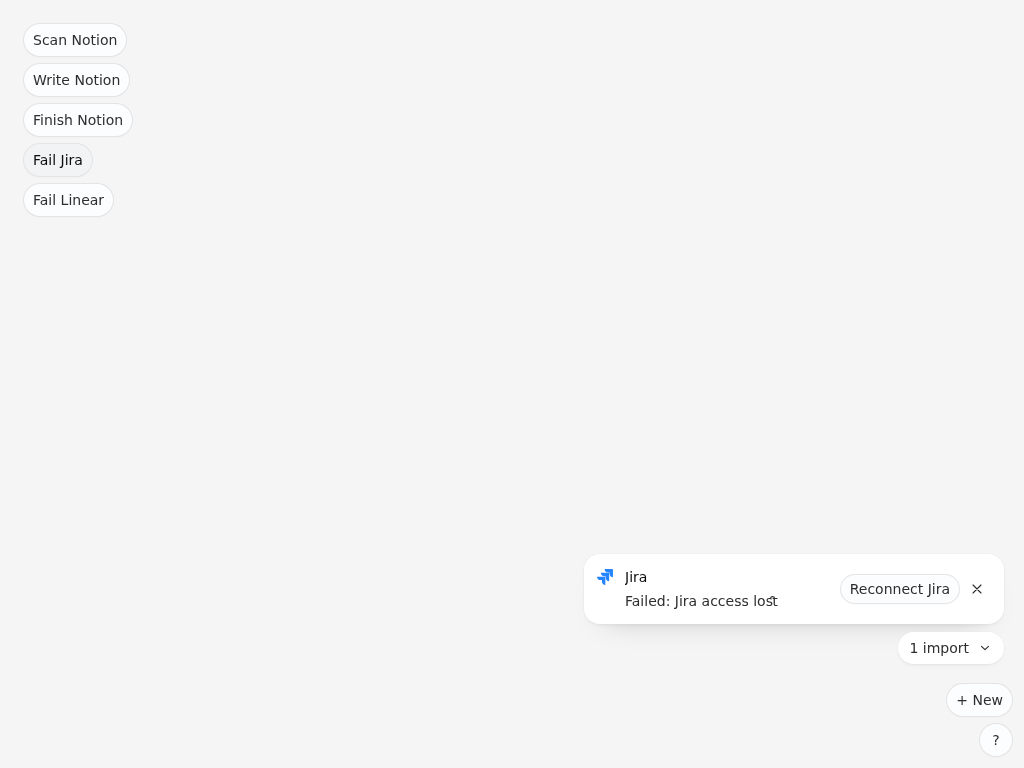 Scan Notion
Write Notion
Finish Notion
Fail Jira
Fail Linear
Jira
Failed: Jira access lost
Reconnect Jira
1 import
+ New
?